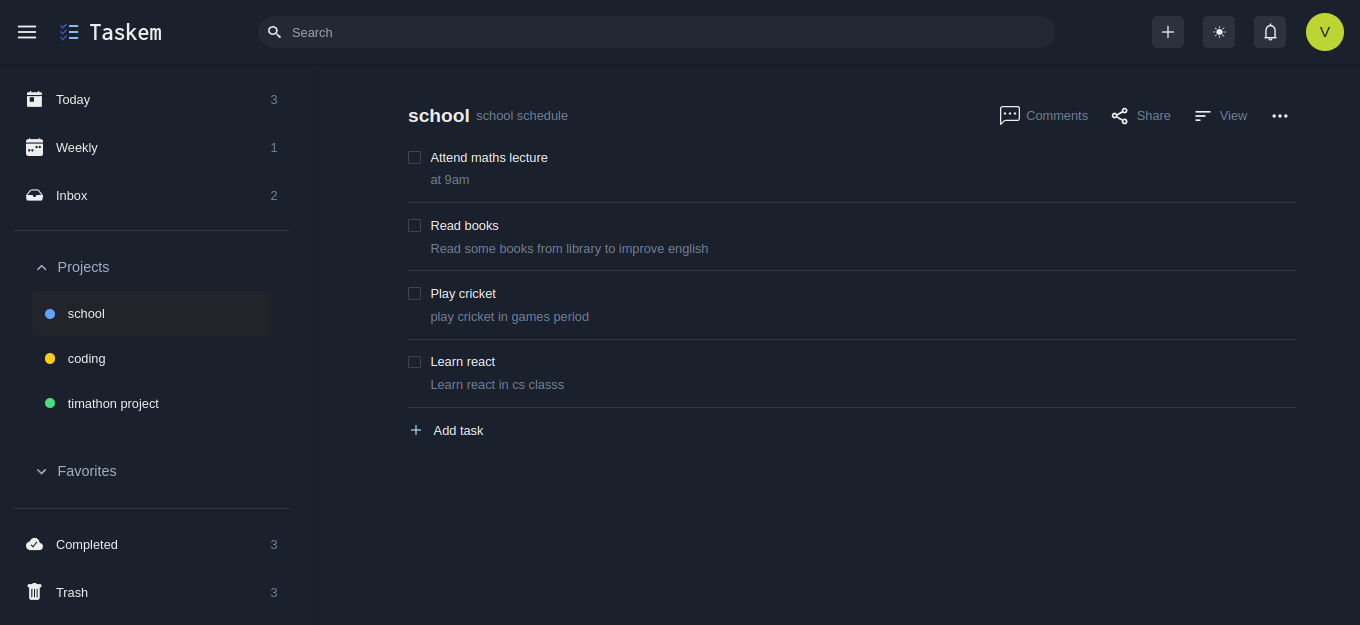 Taskem
Search
V
Today 3
Weekly 1
Inbox 2
Projects
school
coding
timathon project
Favorites
Completed 3
Trash 3
school school schedule
Comments Share View
Attend maths lecture
at 9am
Read books
Read some books from library to improve english
Play cricket
play cricket in games period
Learn react
Learn react in cs classs
Add task